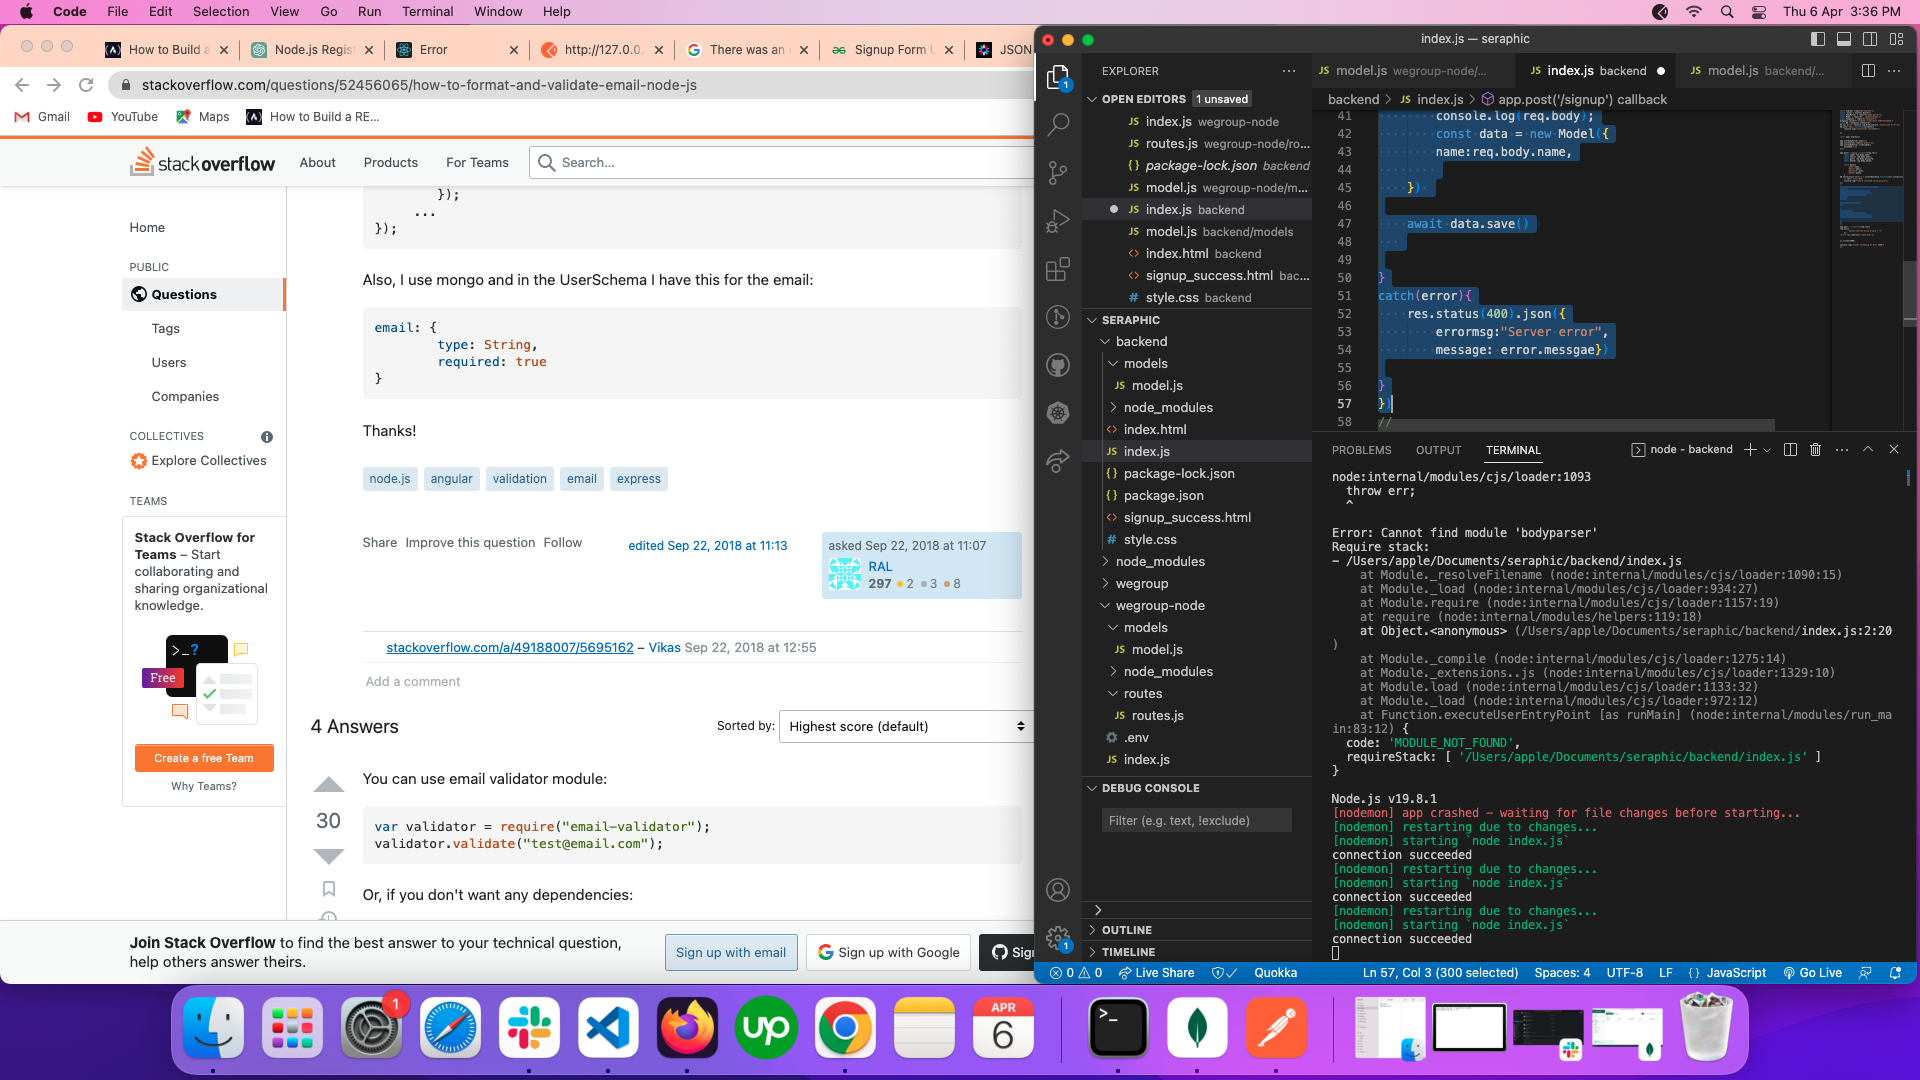 Code File Edit Selection View Go Run Terminal Window Help
Thu 6 Apr 3:36 PM
How to Build a
Node.js Regis
Error
http://127.0.0.
There was an
Signup Form U
JSON
stackoverflow.com/questions/52456065/how-to-format-and-validate-email-node-js
Gmail
YouTube
Maps
How to Build a RE...
stackoverflow
About
Products
For Teams
Search...
Home
PUBLIC
Questions
Tags
Users
Companies
COLLECTIVES
Explore Collectives
TEAMS
Stack Overflow for
Teams – Start
collaborating and
sharing organizational
knowledge.
>_?
Free
Create a free Team
Why Teams?
});
...
});
Also, I use mongo and in the UserSchema I have this for the email:
email: {
type: String,
required: true
}
Thanks!
node.js
angular
validation
email
express
Share Improve this question Follow
edited Sep 22, 2018 at 11:13
asked Sep 22, 2018 at 11:07
RAL
297 2 3 8
stackoverflow.com/a/49188007/5695162 – Vikas Sep 22, 2018 at 12:55
Add a comment
4 Answers
Sorted by:
Highest score (default)
30
You can use email validator module:
var validator = require("email-validator");
validator.validate("test@email.com");
Or, if you don't want any dependencies:
Join Stack Overflow to find the best answer to your technical question,
help others answer theirs.
Sign up with email
Sign up with Google
Sig
index.js — seraphic
EXPLORER
OPEN EDITORS 1 unsaved
JS index.js wegroup-node
JS routes.js wegroup-node/ro...
{} package-lock.json backend
JS model.js wegroup-node/m...
JS index.js backend
JS model.js backend/models
<> index.html backend
<> signup_success.html bac...
# style.css backend
SERAPHIC
backend
models
JS model.js
node_modules
<> index.html
JS index.js
{} package-lock.json
{} package.json
<> signup_success.html
# style.css
node_modules
wegroup
wegroup-node
models
JS model.js
node_modules
routes
JS routes.js
.env
JS index.js
DEBUG CONSOLE
Filter (e.g. text, !exclude)
OUTLINE
TIMELINE
1
1
JS model.js wegroup-node/...
JS index.js backend
JS model.js backend/...
backend > JS index.js > app.post('/signup') callback
41 console.log(req.body);
42 const data = new Model({
43 name:req.body.name,
44
45 })
46
47 await data.save()
48
49
50 }
51 catch(error){
52 res.status(400).json({
53 errormsg:"Server error",
54 message: error.messgae})
55
56 }
57 })
58 //
PROBLEMS
OUTPUT
TERMINAL
node - backend
node:internal/modules/cjs/loader:1093
throw err;
^
Error: Cannot find module 'bodyparser'
Require stack:
- /Users/apple/Documents/seraphic/backend/index.js
at Module._resolveFilename (node:internal/modules/cjs/loader:1090:15)
at Module._load (node:internal/modules/cjs/loader:934:27)
at Module.require (node:internal/modules/cjs/loader:1157:19)
at require (node:internal/modules/helpers:119:18)
at Object.<anonymous> (/Users/apple/Documents/seraphic/backend/index.js:2:20
)
at Module._compile (node:internal/modules/cjs/loader:1275:14)
at Module._extensions..js (node:internal/modules/cjs/loader:1329:10)
at Module.load (node:internal/modules/cjs/loader:1133:32)
at Module._load (node:internal/modules/cjs/loader:972:12)
at Function.executeUserEntryPoint [as runMain] (node:internal/modules/run_ma
in:83:12) {
code: 'MODULE_NOT_FOUND',
requireStack: [ '/Users/apple/Documents/seraphic/backend/index.js' ]
}
Node.js v19.8.1
[nodemon] app crashed - waiting for file changes before starting...
[nodemon] restarting due to changes...
[nodemon] starting `node index.js`
connection succeeded
[nodemon] restarting due to changes...
[nodemon] starting `node index.js`
connection succeeded
[nodemon] restarting due to changes...
[nodemon] starting `node index.js`
connection succeeded
0 0 Live Share
Quokka
Ln 57, Col 3 (300 selected)
Spaces: 4
UTF-8
LF
{} JavaScript
Go Live
1
up
APR
6
>_